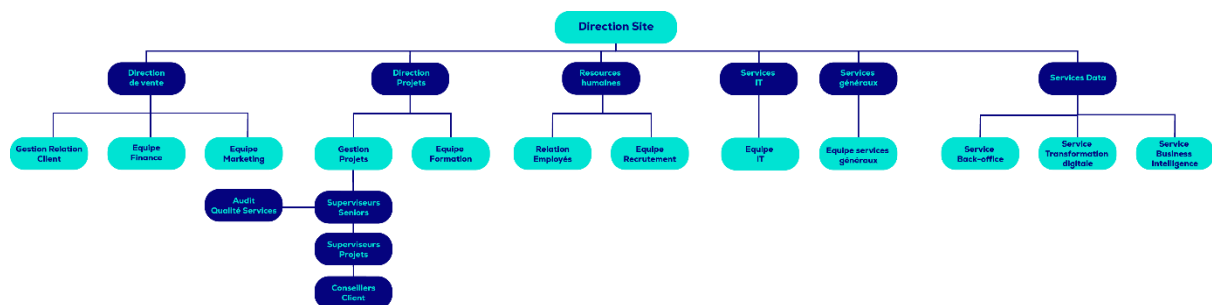 Direction Site
Direction
de vente
Direction
Projets
Resources
humaines
Services
IT
Services
généraux
Services Data
Gestion Relation
Client
Equipe
Finance
Equipe
Marketing
Gestion
Projets
Equipe
Formation
Relation
Employés
Equipe
Recrutement
Equipe
IT
Equipe services
généraux
Service
Back-office
Service
Transformation
digitale
Service
Business
Intelligence
Audit
Qualité Services
Superviseurs
Seniors
Superviseurs
Projets
Conseillers
Client